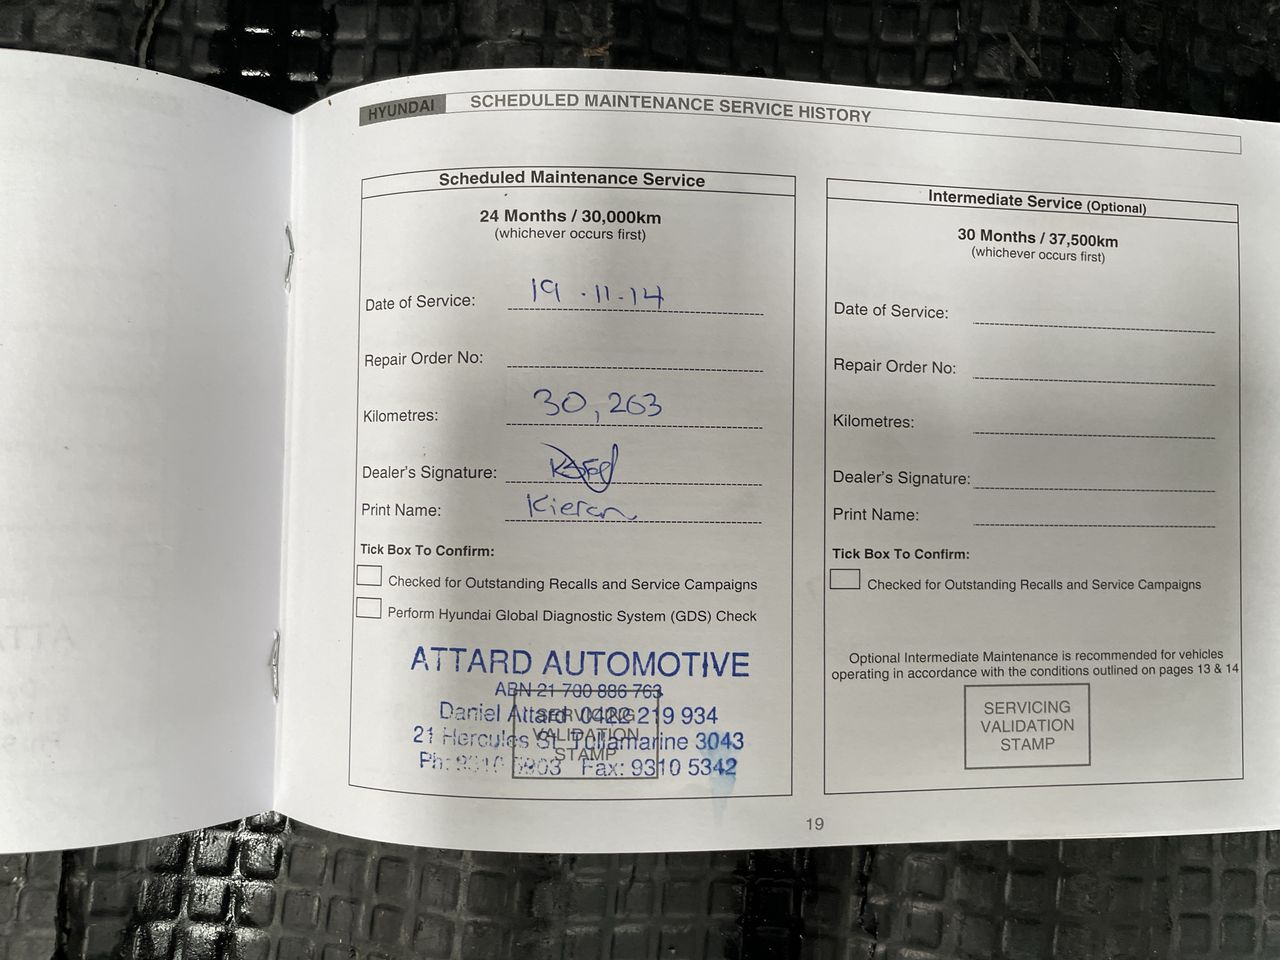 HYUNDAI SCHEDULED MAINTENANCE SERVICE HISTORY
Scheduled Maintenance Service
24 Months / 30,000km
(whichever occurs first)
Date of Service: 19.11.14
Repair Order No:
Kilometres: 30,263
Dealer's Signature:
Print Name: Kieran
Tick Box To Confirm:
Checked for Outstanding Recalls and Service Campaigns
Perform Hyundai Global Diagnostic System (GDS) Check
ATTARD AUTOMOTIVE
ABN 21 700 886 763
Daniel Attard 0422 219 934
21 Hercules St, Tullamarine 3043
Ph: 9310 5903 Fax: 9310 5342
SERVICING
VALIDATION
STAMP
Intermediate Service (Optional)
30 Months / 37,500km
(whichever occurs first)
Date of Service:
Repair Order No:
Kilometres:
Dealer's Signature:
Print Name:
Tick Box To Confirm:
Checked for Outstanding Recalls and Service Campaigns
Optional Intermediate Maintenance is recommended for vehicles
operating in accordance with the conditions outlined on pages 13 & 14
SERVICING
VALIDATION
STAMP
19